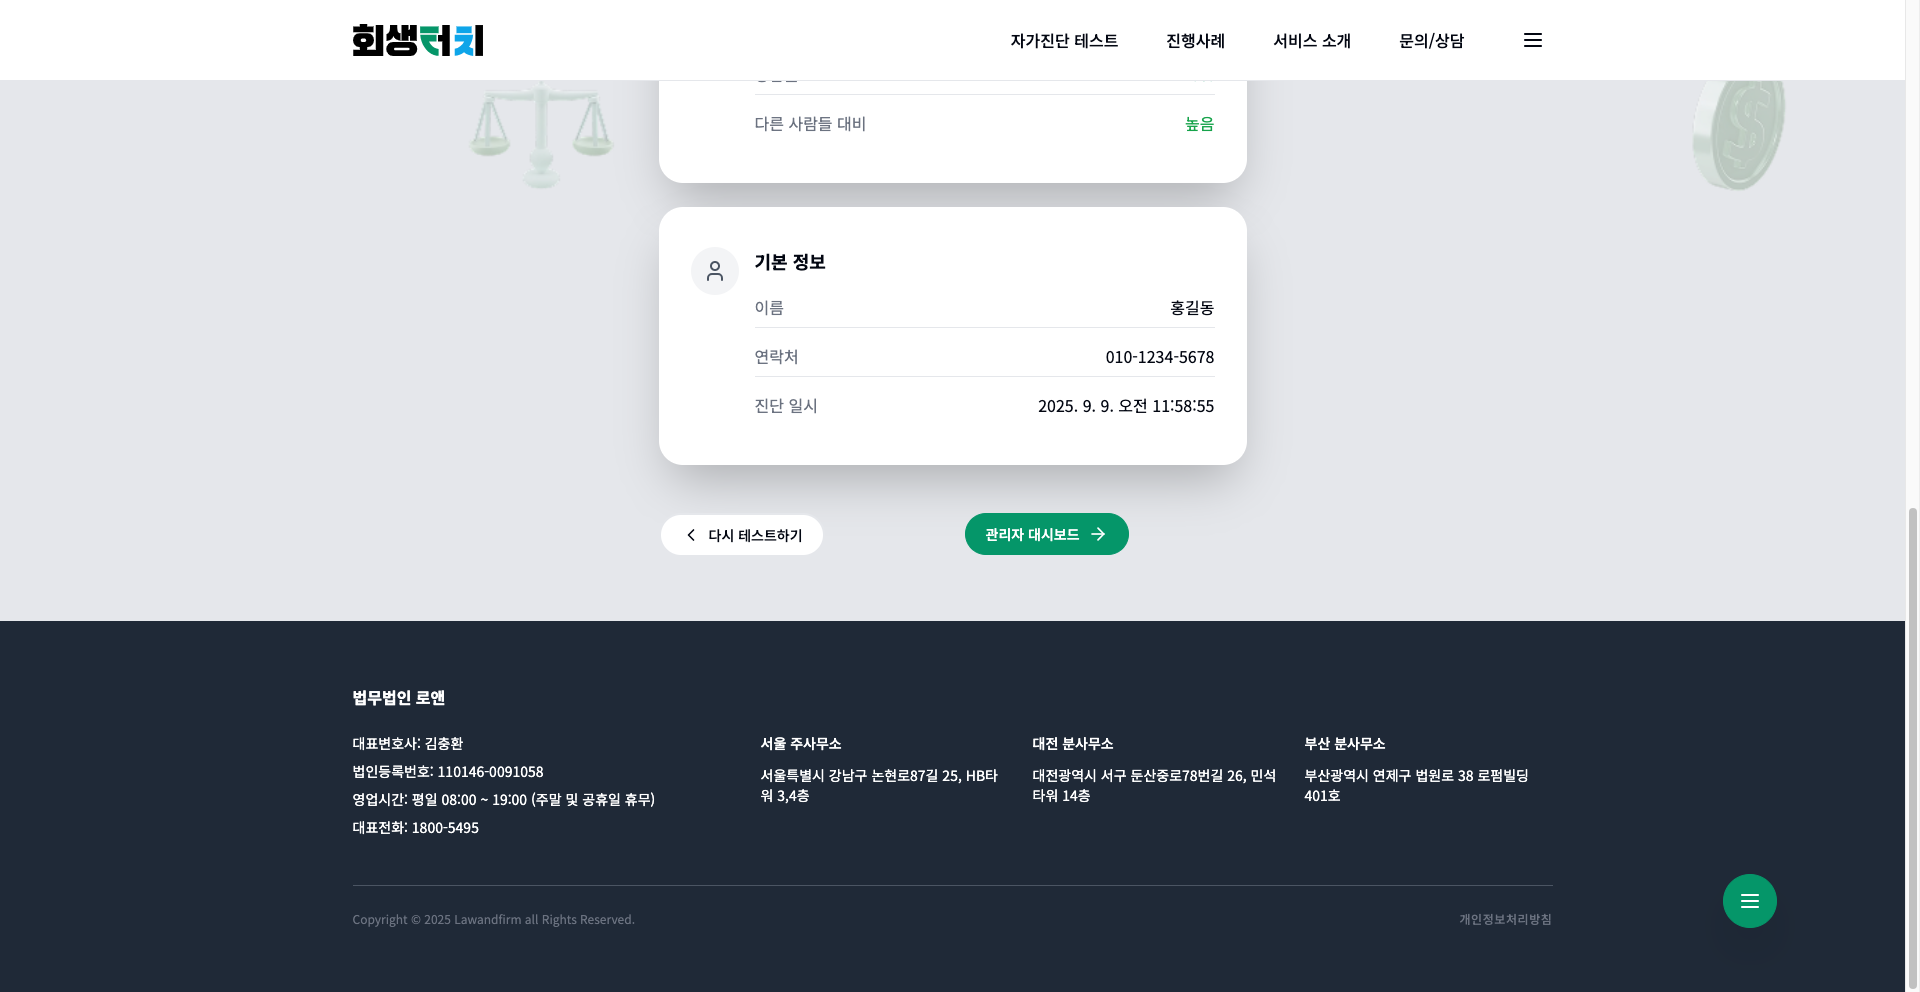 회생터치
자가진단 테스트
진행사례
서비스 소개
문의/상담
다른 사람들 대비
높음
기본 정보
이름
홍길동
연락처
010-1234-5678
진단 일시
2025. 9. 9. 오전 11:58:55
다시 테스트하기
관리자 대시보드
법무법인 로앤
대표변호사: 김충환
법인등록번호: 110146-0091058
영업시간: 평일 08:00 ~ 19:00 (주말 및 공휴일 휴무)
대표전화: 1800-5495
서울 주사무소
서울특별시 강남구 논현로87길 25, HB타
워 3,4층
대전 분사무소
대전광역시 서구 둔산중로78번길 26, 민석
타워 14층
부산 분사무소
부산광역시 연제구 법원로 38 로펌빌딩
401호
Copyright © 2025 Lawandfirm all Rights Reserved.
개인정보처리방침